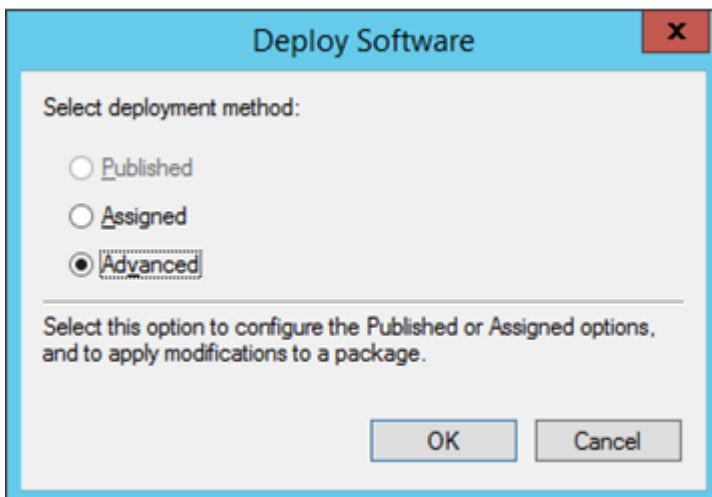 Deploy Software
x
Select deployment method:
Published
Assigned
Advanced
Select this option to configure the Published or Assigned options,
and to apply modifications to a package.
OK Cancel